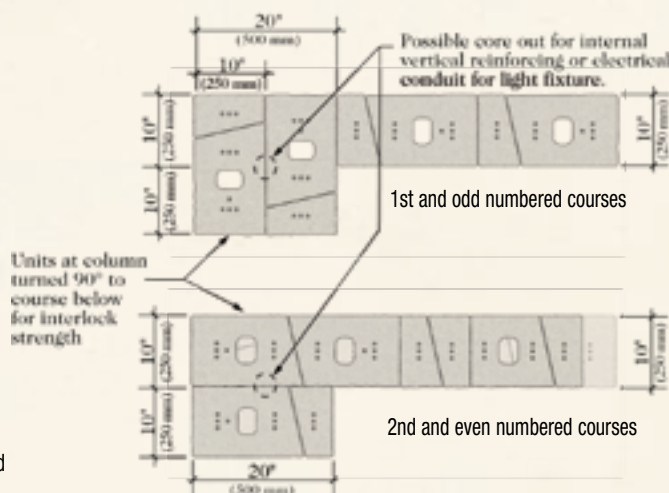 20"
(500 mm)
10"
(250 mm)
Possible core out for internal
vertical reinforcing or electrical
conduit for light fixture.
10"
(250 mm)
10"
(250 mm)
10"
(250 mm)
1st and odd numbered courses
Units at column
turned 90° to
course below
for interlock
strength
10"
(250 mm)
10"
(250 mm)
10"
(250 mm)
2nd and even numbered courses
20"
(500 mm)